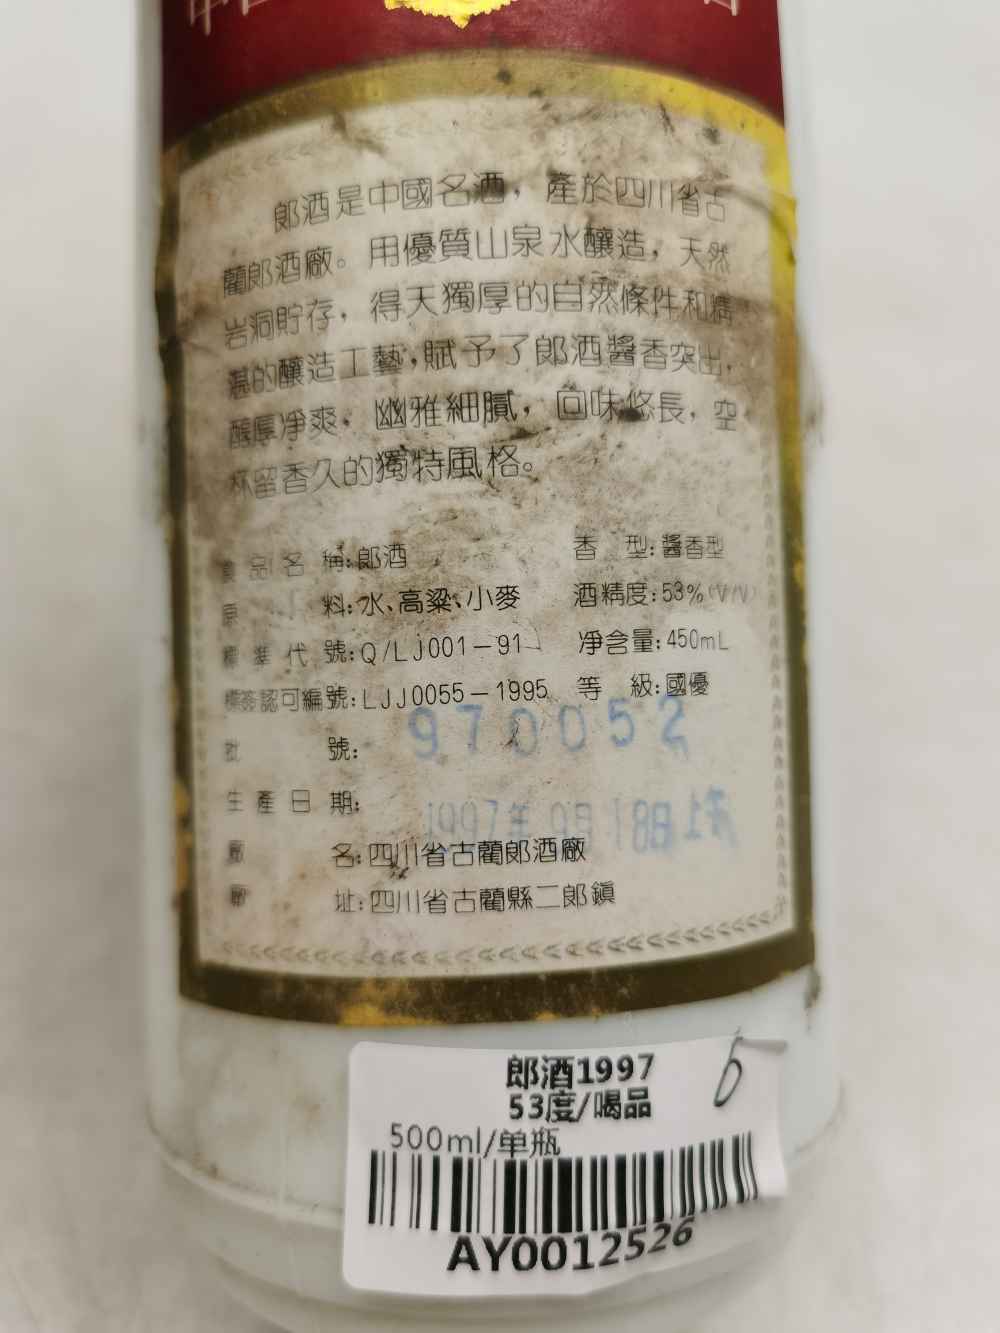 郎酒是中國名酒，產於四川省古
藺郎酒廠。用優質山泉水釀造，天然
岩洞貯存，得天獨厚的自然條件和精
湛的釀造工藝，賦予了郎酒醬香突出，
醇厚凈爽，幽雅細膩，回味悠長，空
杯留香久的獨特風格。
食品名稱:郎酒 香型:醬香型
原料:水、高粱、小麥 酒精度:53%(V/V)
標準代號:Q/LJ001-91 净含量:450mL
標簽認可編號:LJJ0055-1995 等級:國優
批號: 970052
生產日期: 1997年 09月 18日
廠名:四川省古藺郎酒廠
廠址:四川省古藺縣二郎鎮
郎酒1997
53度/喝品
500ml/单瓶
AY0012526